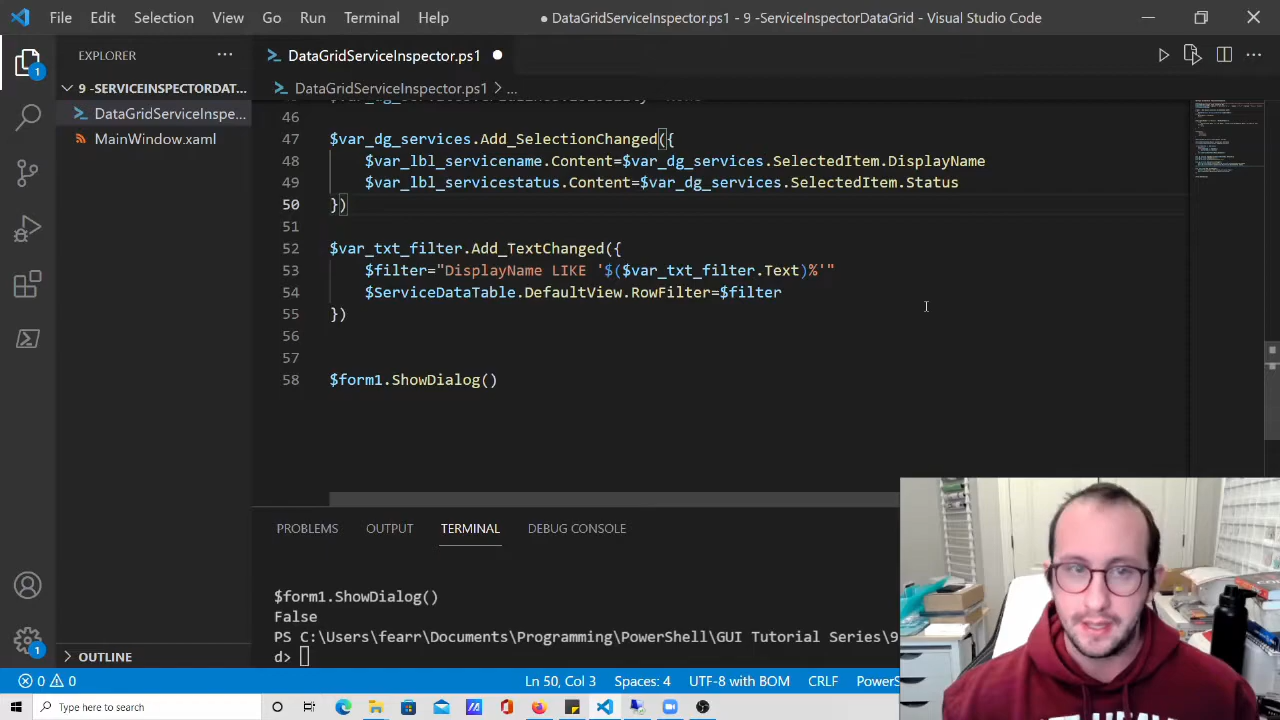 File Edit Selection View Go Run Terminal Help
● DataGridServiceInspector.ps1 - 9 -ServiceInspectorDataGrid - Visual Studio Code
EXPLORER ...
DataGridServiceInspector.ps1 ●
9 -SERVICEINSPECTORDAT...
DataGridServiceInspector.ps1 > ...
DataGridServiceInspe...
MainWindow.xaml
46
47 $var_dg_services.Add_SelectionChanged({
48 $var_lbl_servicename.Content=$var_dg_services.SelectedItem.DisplayName
49 $var_lbl_servicestatus.Content=$var_dg_services.SelectedItem.Status
50 })
51
52 $var_txt_filter.Add_TextChanged({
53 $filter="DisplayName LIKE '$($var_txt_filter.Text)%'"
54 $ServiceDataTable.DefaultView.RowFilter=$filter
55 })
56
57
58 $form1.ShowDialog()
PROBLEMS OUTPUT TERMINAL DEBUG CONSOLE
$form1.ShowDialog()
False
PS C:\Users\fearr\Documents\Programming\PowerShell\GUI Tutorial Series\9
d>
OUTLINE
1
1
0 0
Ln 50, Col 3 Spaces: 4 UTF-8 with BOM CRLF PowerS
Type here to search